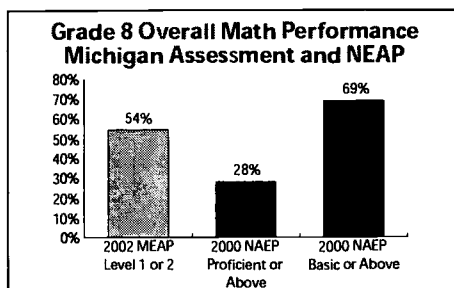 Grade 8 Overall Math Performance
Michigan Assessment and NEAP
80%
70%
60%
50%
40%
30%
20%
10%
0%
54%
28%
69%
2002 MEAP
Level 1 or 2
2000 NAEP
Proficient or
Above
2000 NAEP
Basic or Above